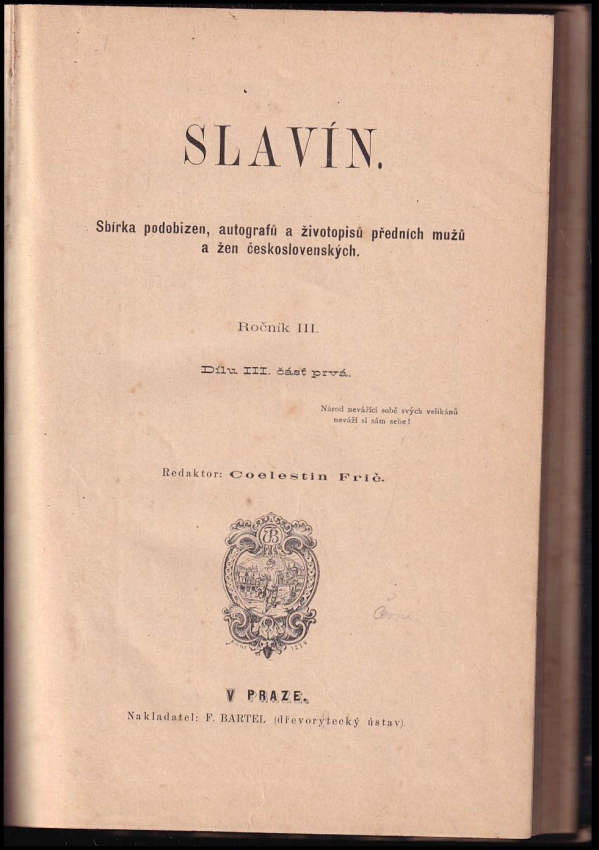 SLAVÍN.
Sbírka podobizen, autografů a životopisů předních mužů
a žen československých.
Ročník III.
Dílu III. část prvá.
Národ nevážící sobě svých velikánů
neváží si sám sebe!
Redaktor: Coelestin Frič.
V PRAZE.
Nakladatel: F. BARTEL (dřevorytecký ústav).